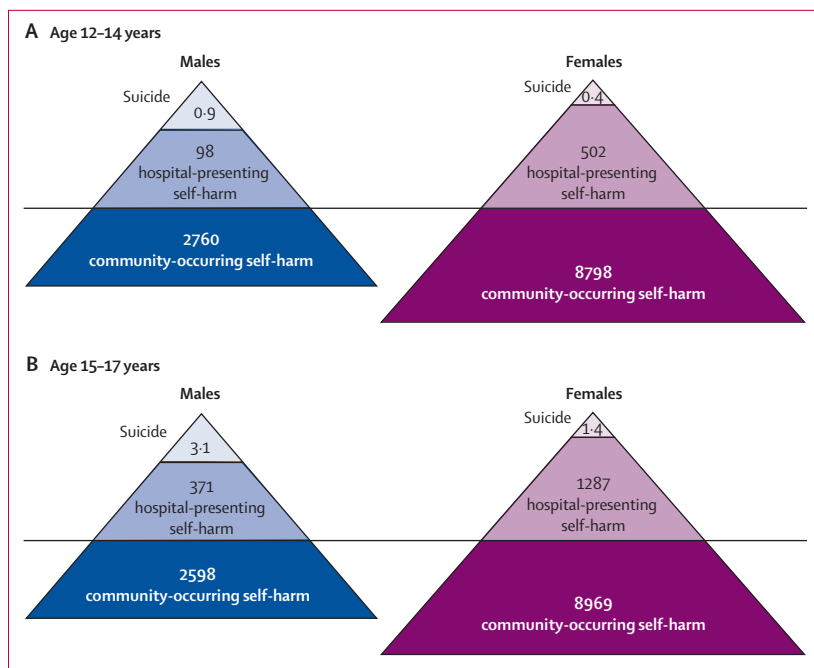 A Age 12–14 years
Males
Females
Suicide
0·9
98
hospital-presenting
self-harm
2760
community-occurring self-harm
Suicide
0·4
502
hospital-presenting
self-harm
8798
community-occurring self-harm
B Age 15–17 years
Males
Females
Suicide
3·1
371
hospital-presenting
self-harm
2598
community-occurring self-harm
Suicide
1·4
1287
hospital-presenting
self-harm
8969
community-occurring self-harm